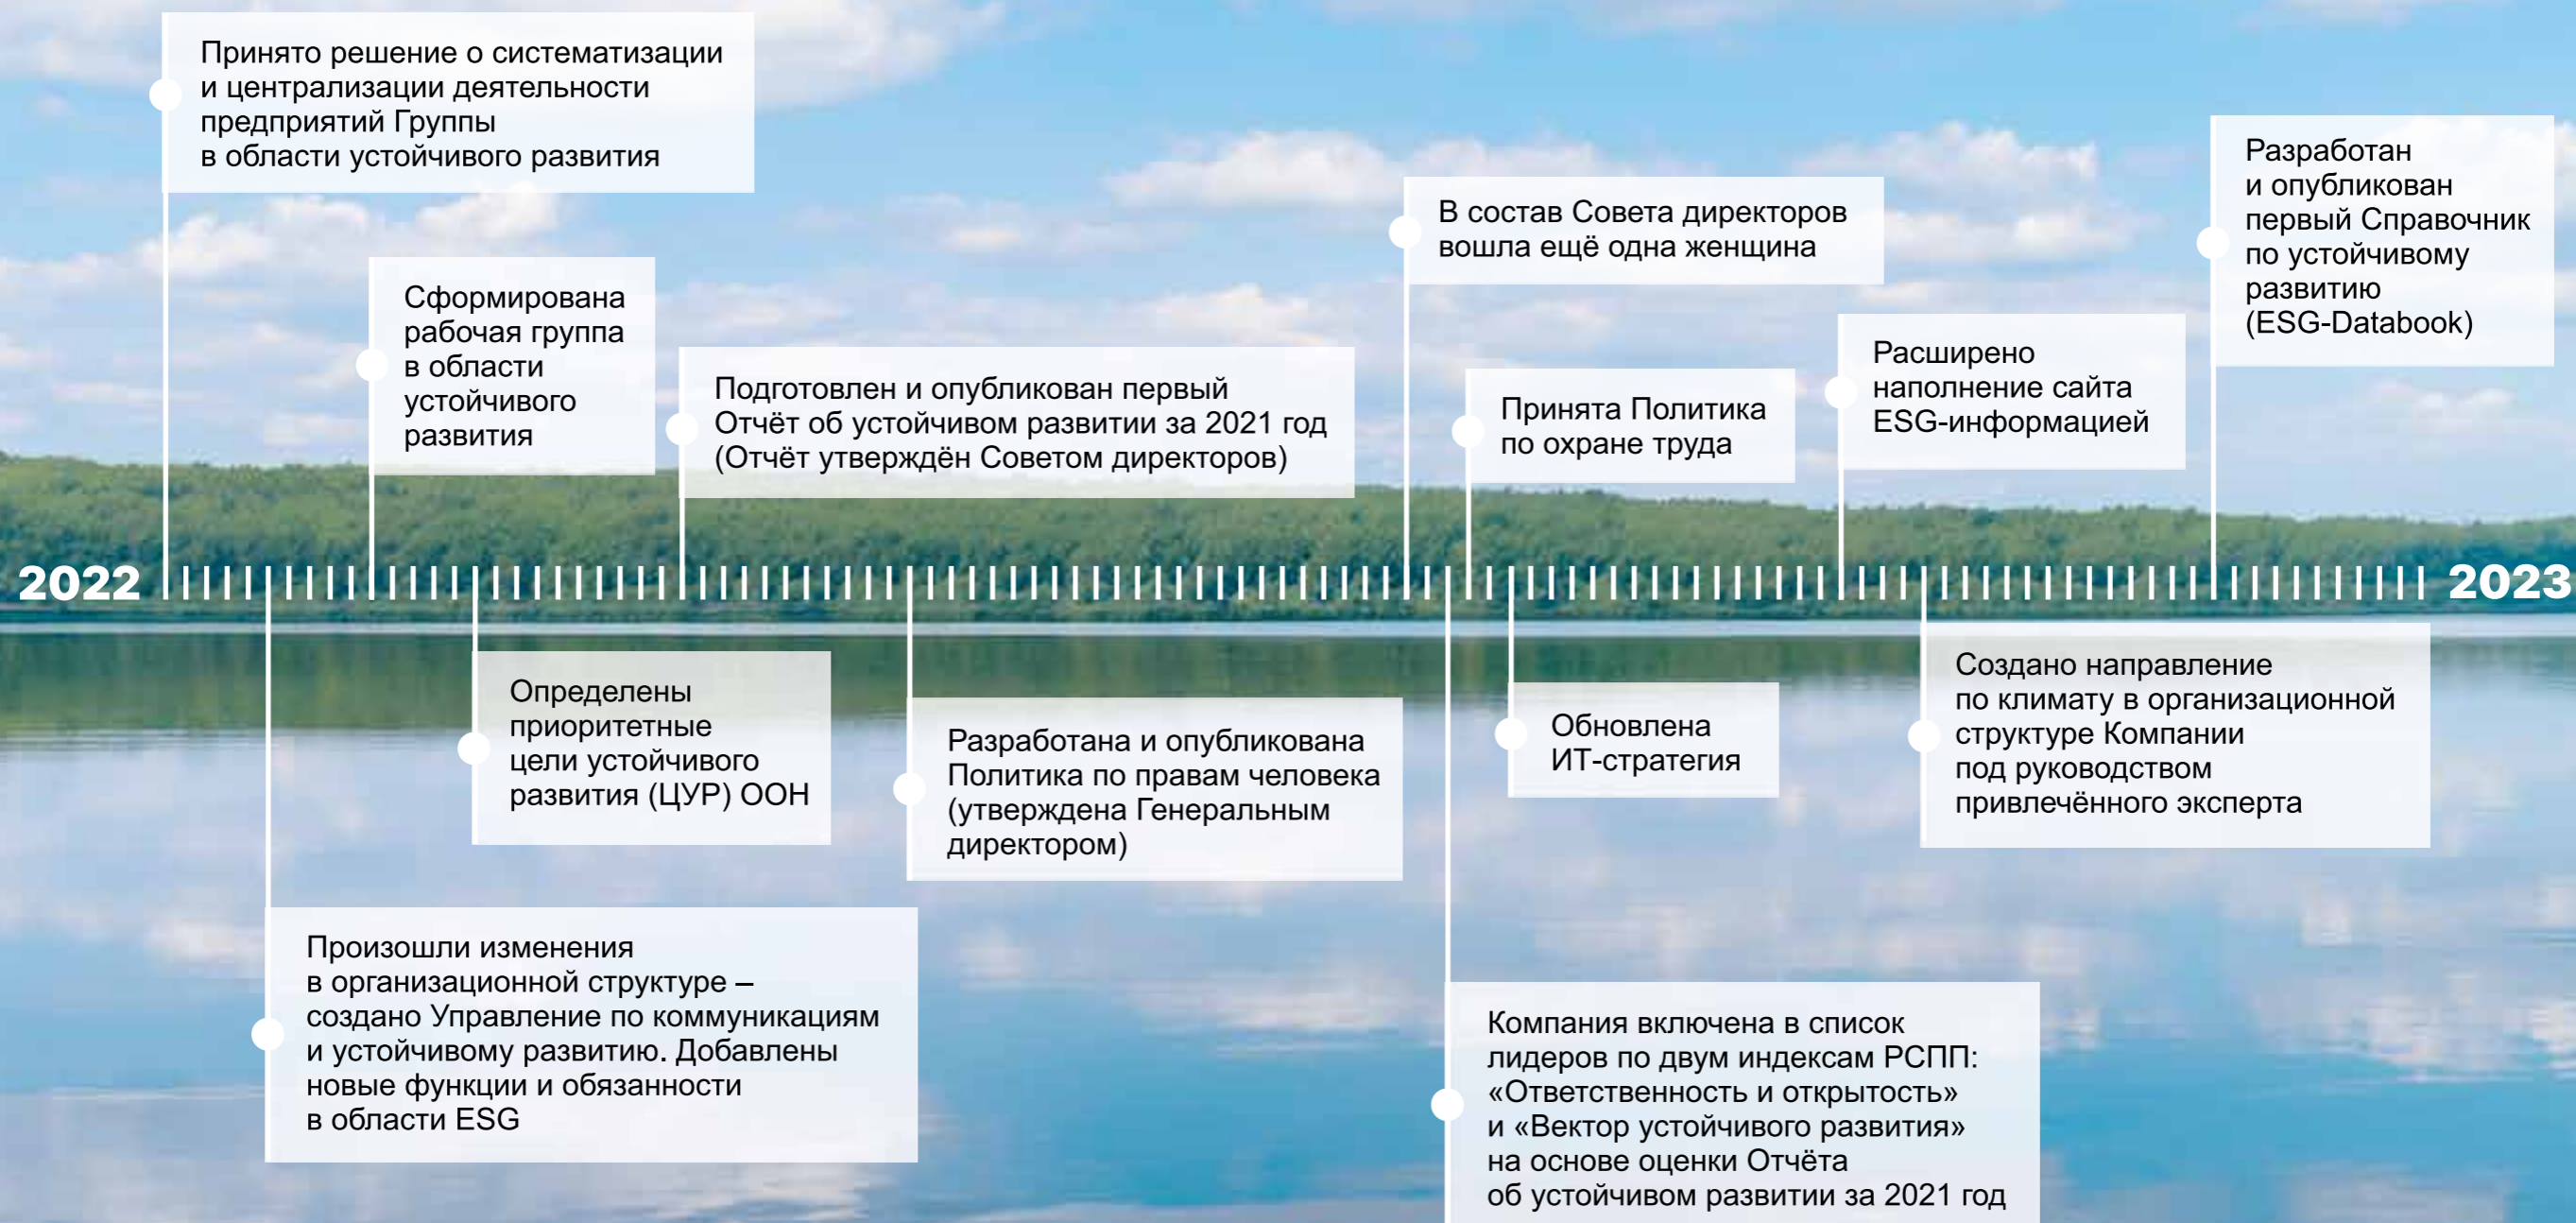 Принято решение о систематизации
и централизации деятельности
предприятий Группы
в области устойчивого развития
Сформирована
рабочая группа
в области
устойчивого
развития
Подготовлен и опубликован первый
Отчёт об устойчивом развитии за 2021 год
(Отчёт утверждён Советом директоров)
В состав Совета директоров
вошла ещё одна женщина
Принята Политика
по охране труда
Расширено
наполнение сайта
ESG-информацией
Разработан
и опубликован
первый Справочник
по устойчивому
развитию
(ESG-Databook)
2022
2023
Произошли изменения
в организационной структуре –
создано Управление по коммуникациям
и устойчивому развитию. Добавлены
новые функции и обязанности
в области ESG
Определены
приоритетные
цели устойчивого
развития (ЦУР) ООН
Разработана и опубликована
Политика по правам человека
(утверждена Генеральным
директором)
Компания включена в список
лидеров по двум индексам РСПП:
«Ответственность и открытость»
и «Вектор устойчивого развития»
на основе оценки Отчёта
об устойчивом развитии за 2021 год
Обновлена
ИТ-стратегия
Создано направление
по климату в организационной
структуре Компании
под руководством
привлечённого эксперта